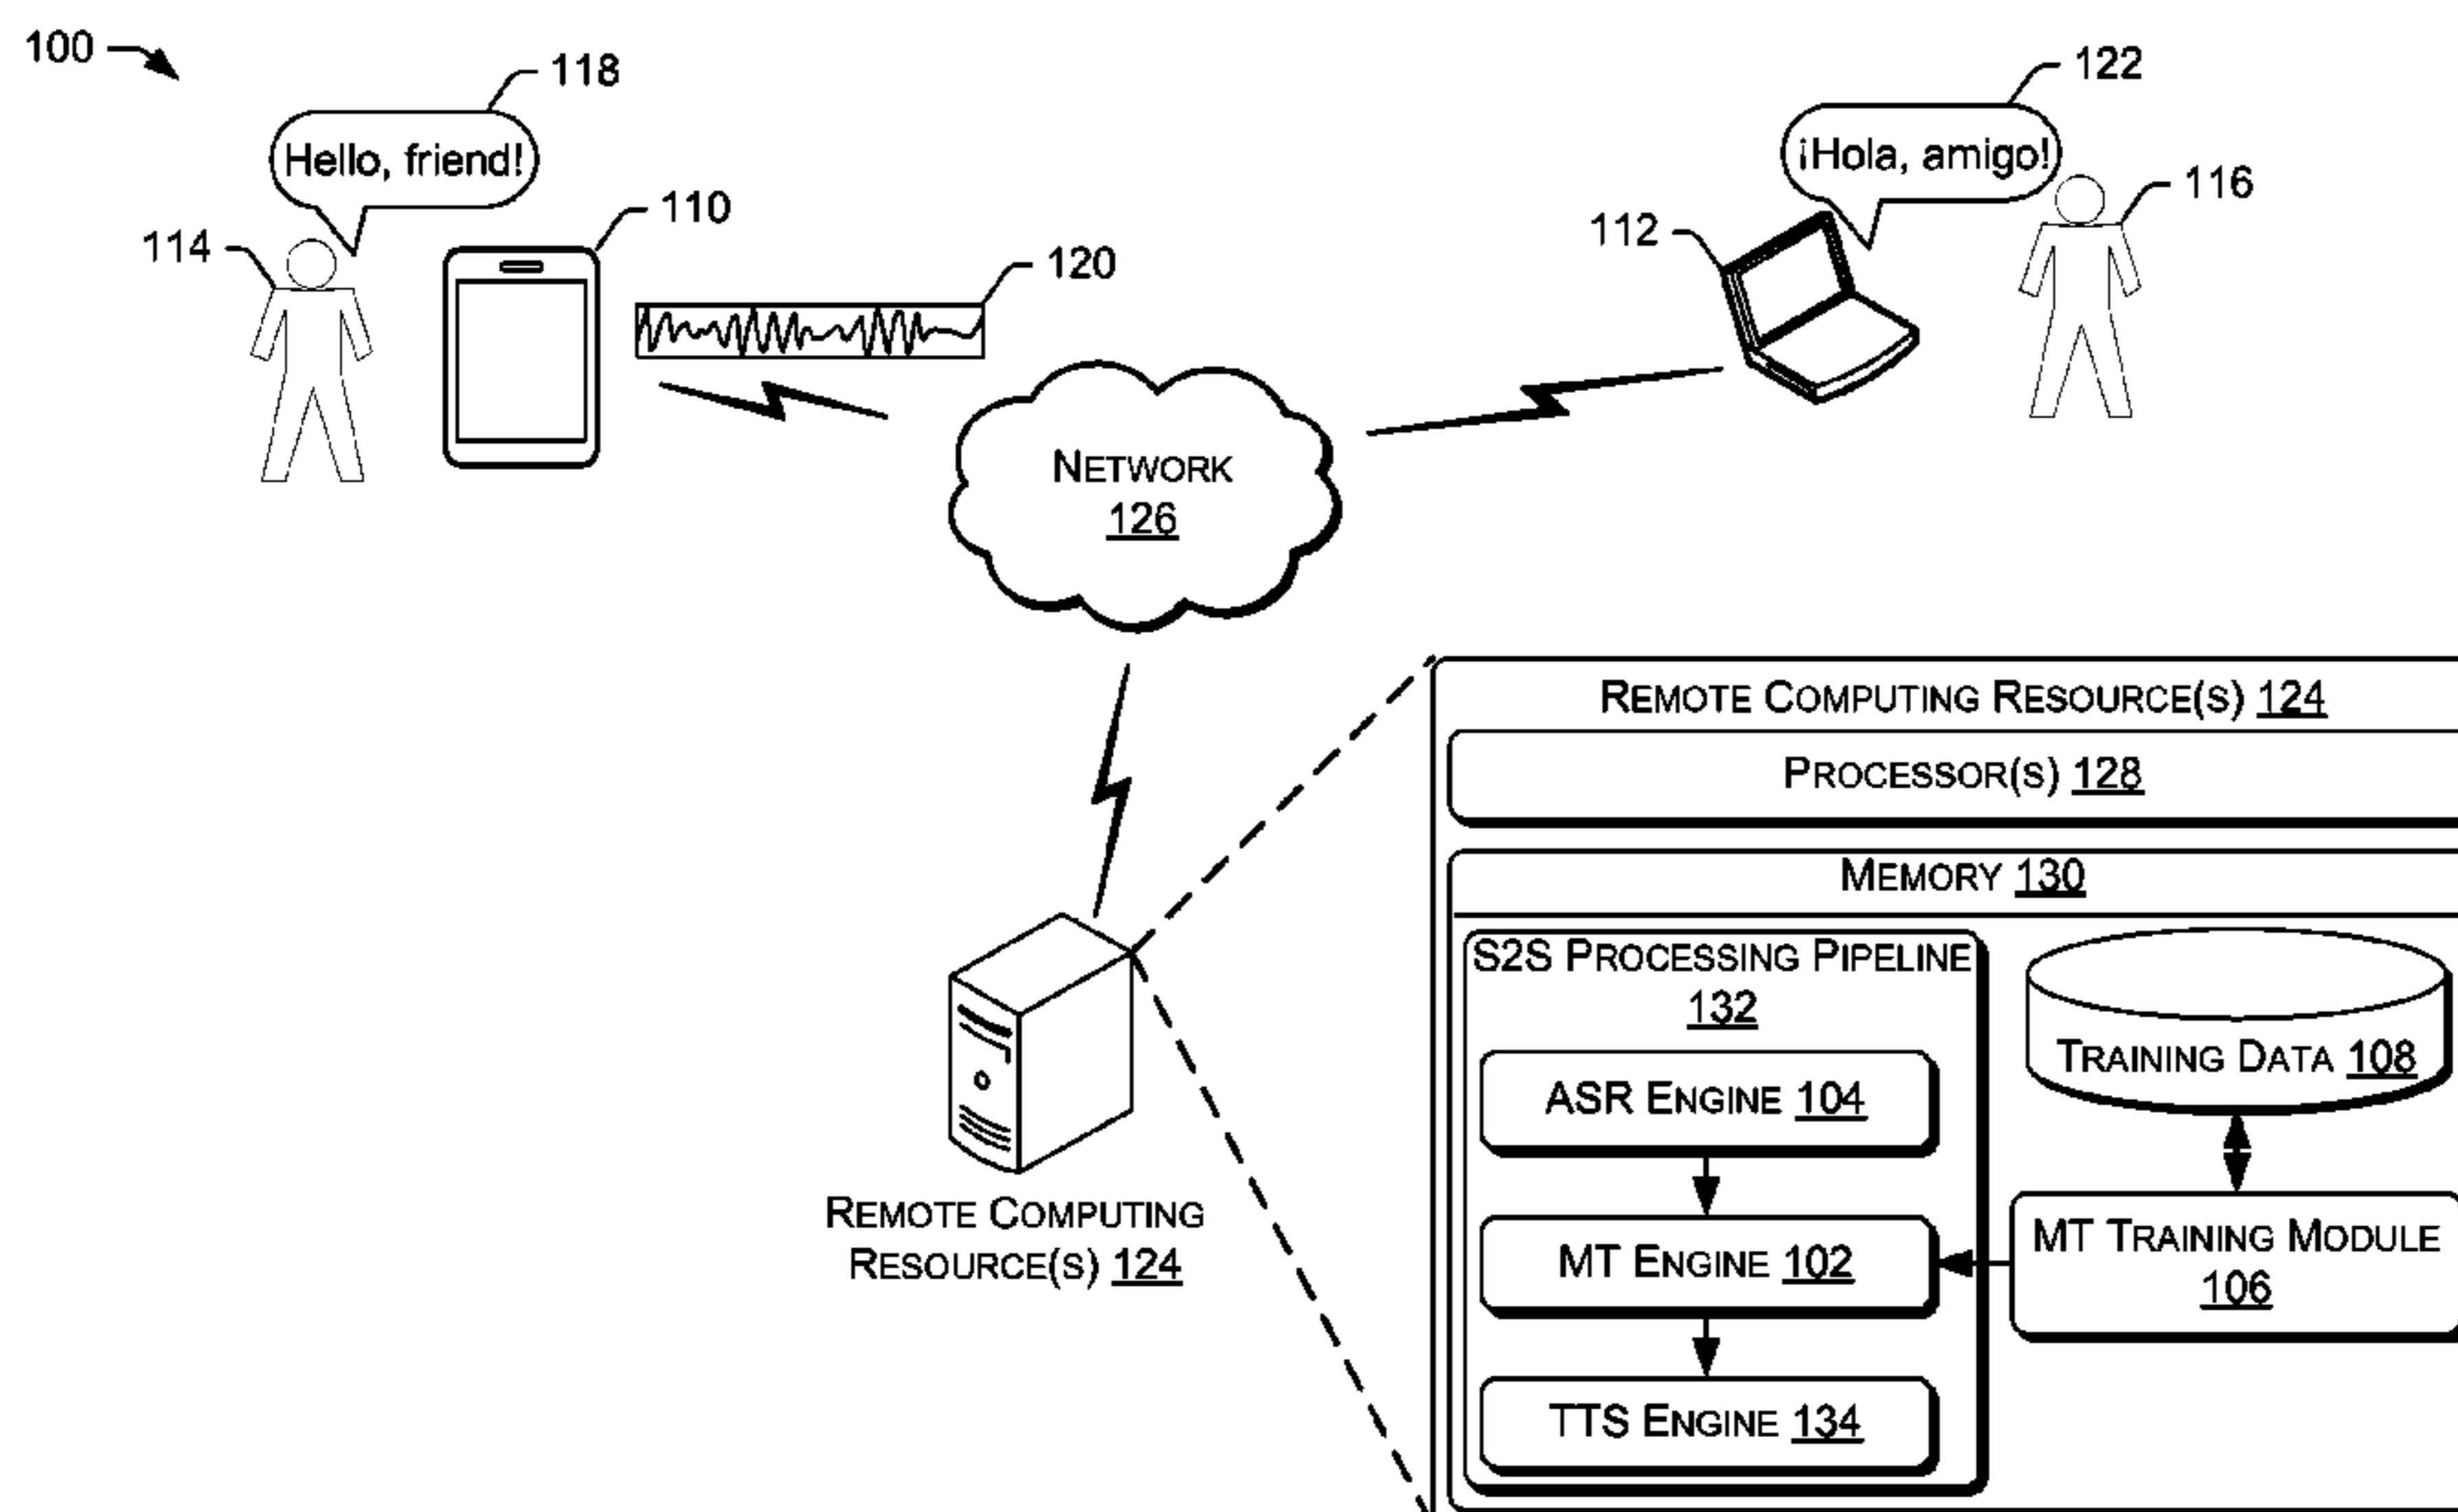 100
118
122
Hello, friend!
¡Hola, amigo!
110
116
114
112
120
NETWORK
126
REMOTE COMPUTING RESOURCE(S) 124
PROCESSOR(S) 128
MEMORY 130
S2S PROCESSING PIPELINE
132
TRAINING DATA 108
ASR ENGINE 104
REMOTE COMPUTING
RESOURCE(S) 124
MT ENGINE 102
MT TRAINING MODULE
106
TTS ENGINE 134